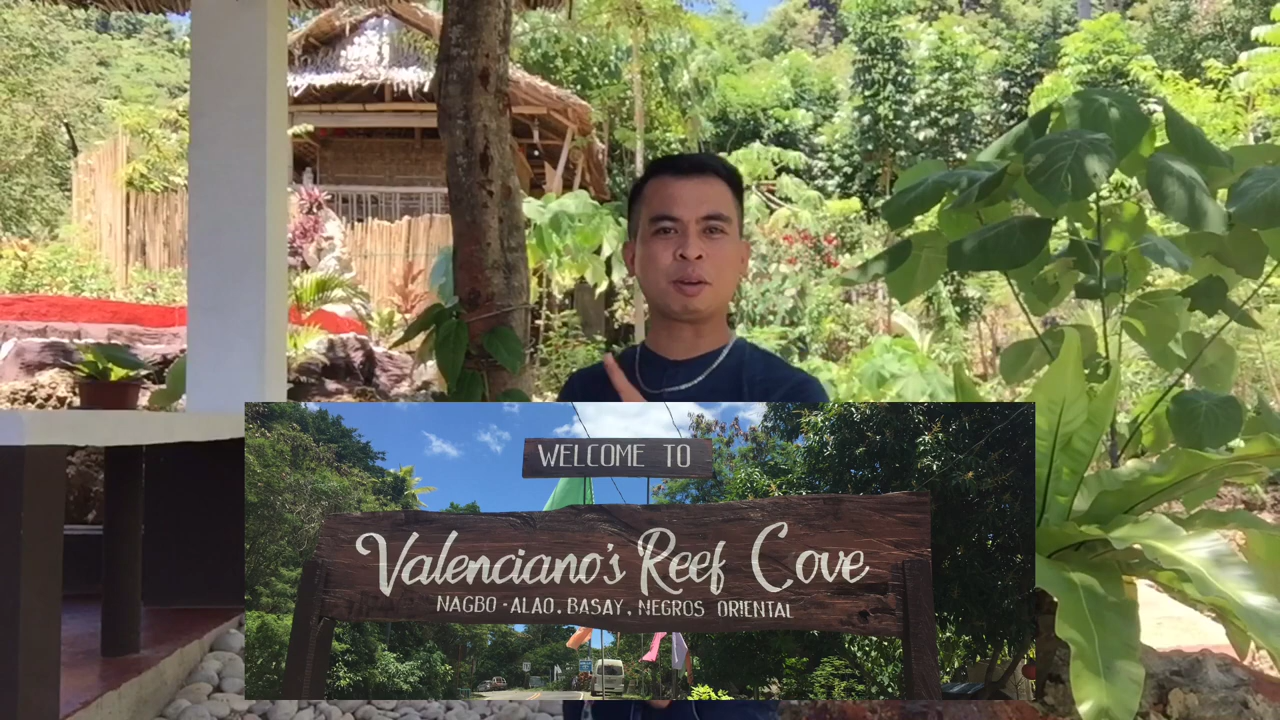 WELCOME TO
Valenciano's Reef Cove
NAGBO-ALAO. BASAY, NEGROS ORIENTAL